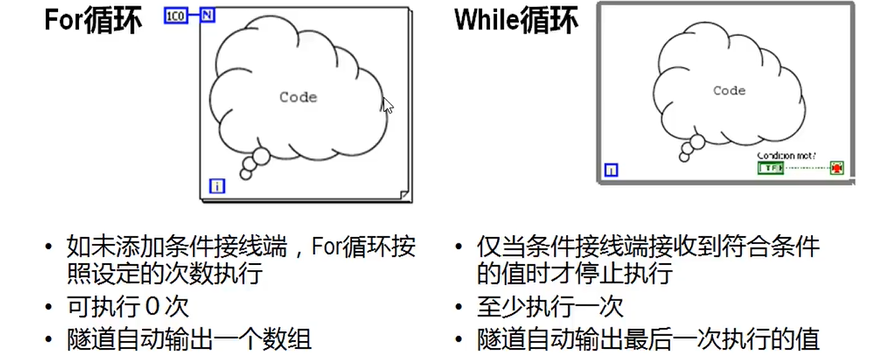 For循环
1C0
N
Code
i
• 如未添加条件接线端，For循环按
照设定的次数执行
• 可执行0次
• 隧道自动输出一个数组
While循环
Code
Condition met?
TF
i
• 仅当条件接线端接收到符合条件
的值时才停止执行
• 至少执行一次
• 隧道自动输出最后一次执行的值